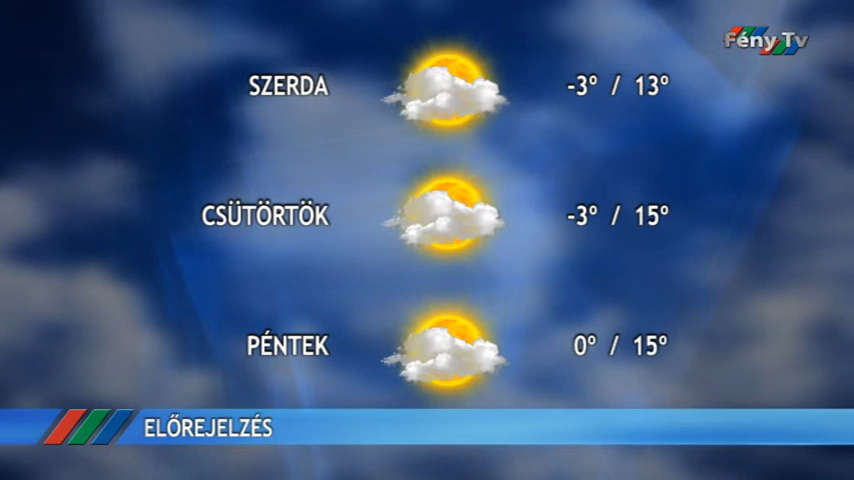 Fény Tv
SZERDA -3° / 13°
CSÜTÖRTÖK -3° / 15°
PÉNTEK 0° / 15°
ELŐREJELZÉS